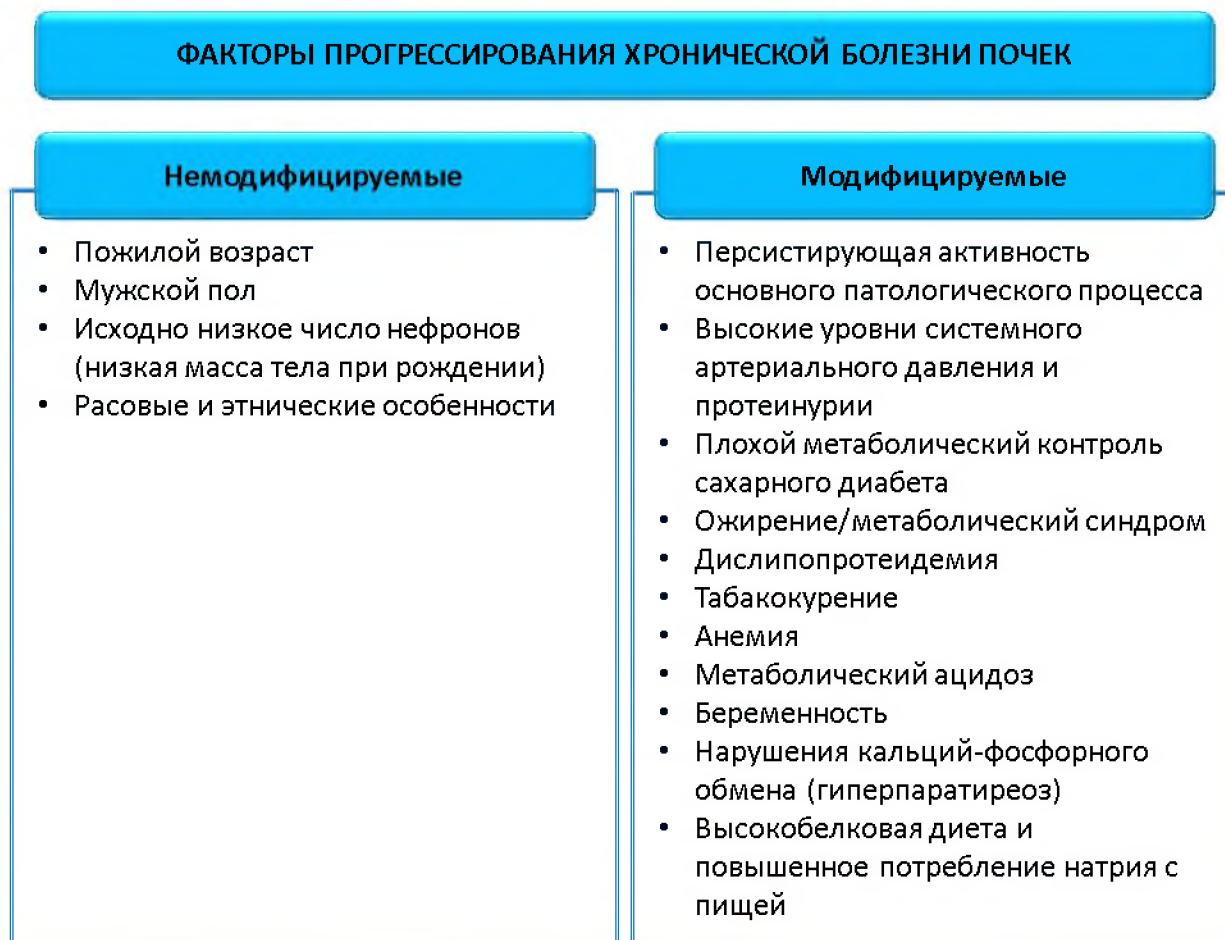 ФАКТОРЫ ПРОГРЕССИРОВАНИЯ ХРОНИЧЕСКОЙ БОЛЕЗНИ ПОЧЕК
Немодифицируемые
• Пожилой возраст
• Мужской пол
• Исходно низкое число нефронов
(низкая масса тела при рождении)
• Расовые и этнические особенности
Модифицируемые
• Персистирующая активность
основного патологического процесса
• Высокие уровни системного
артериального давления и
протеинурии
• Плохой метаболический контроль
сахарного диабета
• Ожирение/метаболический синдром
• Дислипопротеидемия
• Табакокурение
• Анемия
• Метаболический ацидоз
• Беременность
• Нарушения кальций-фосфорного
обмена (гиперпаратиреоз)
• Высокобелковая диета и
повышенное потребление натрия с
пищей